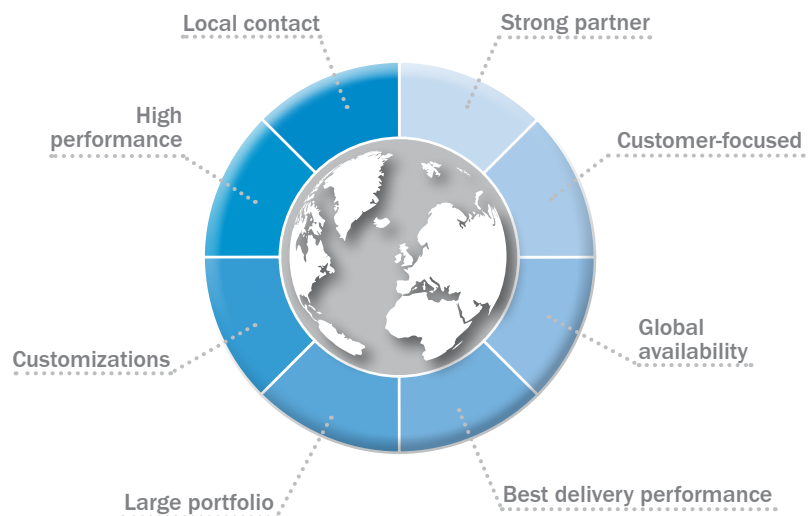 Local contact
Strong partner
High
performance
Customer-focused
Global
availability
Customizations
Large portfolio
Best delivery performance